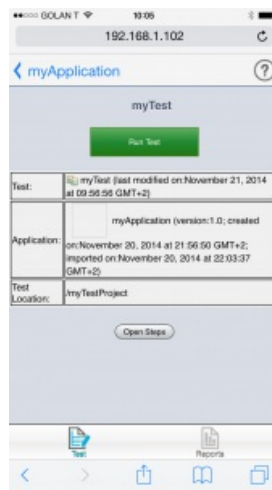 GOLAN T 10:05
192.168.1.102
myApplication ?
myTest
Run Test
Test: myTest (last modified on:November 21, 2014
at 09:56:56 GMT+2)
Application: myApplication (version:1.0; created
on:November 20, 2014 at 21:56:50 GMT+2;
imported on:November 20, 2014 at 22:03:37
GMT+2)
Test
Location: /myTestProject
Open Steps
Test Reports